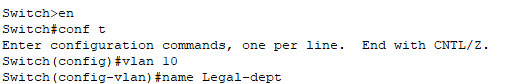 Switch>en
Switch#conf t
Enter configuration commands, one per line.  End with CNTL/Z.
Switch(config)#vlan 10
Switch(config-vlan)#name Legal-dept